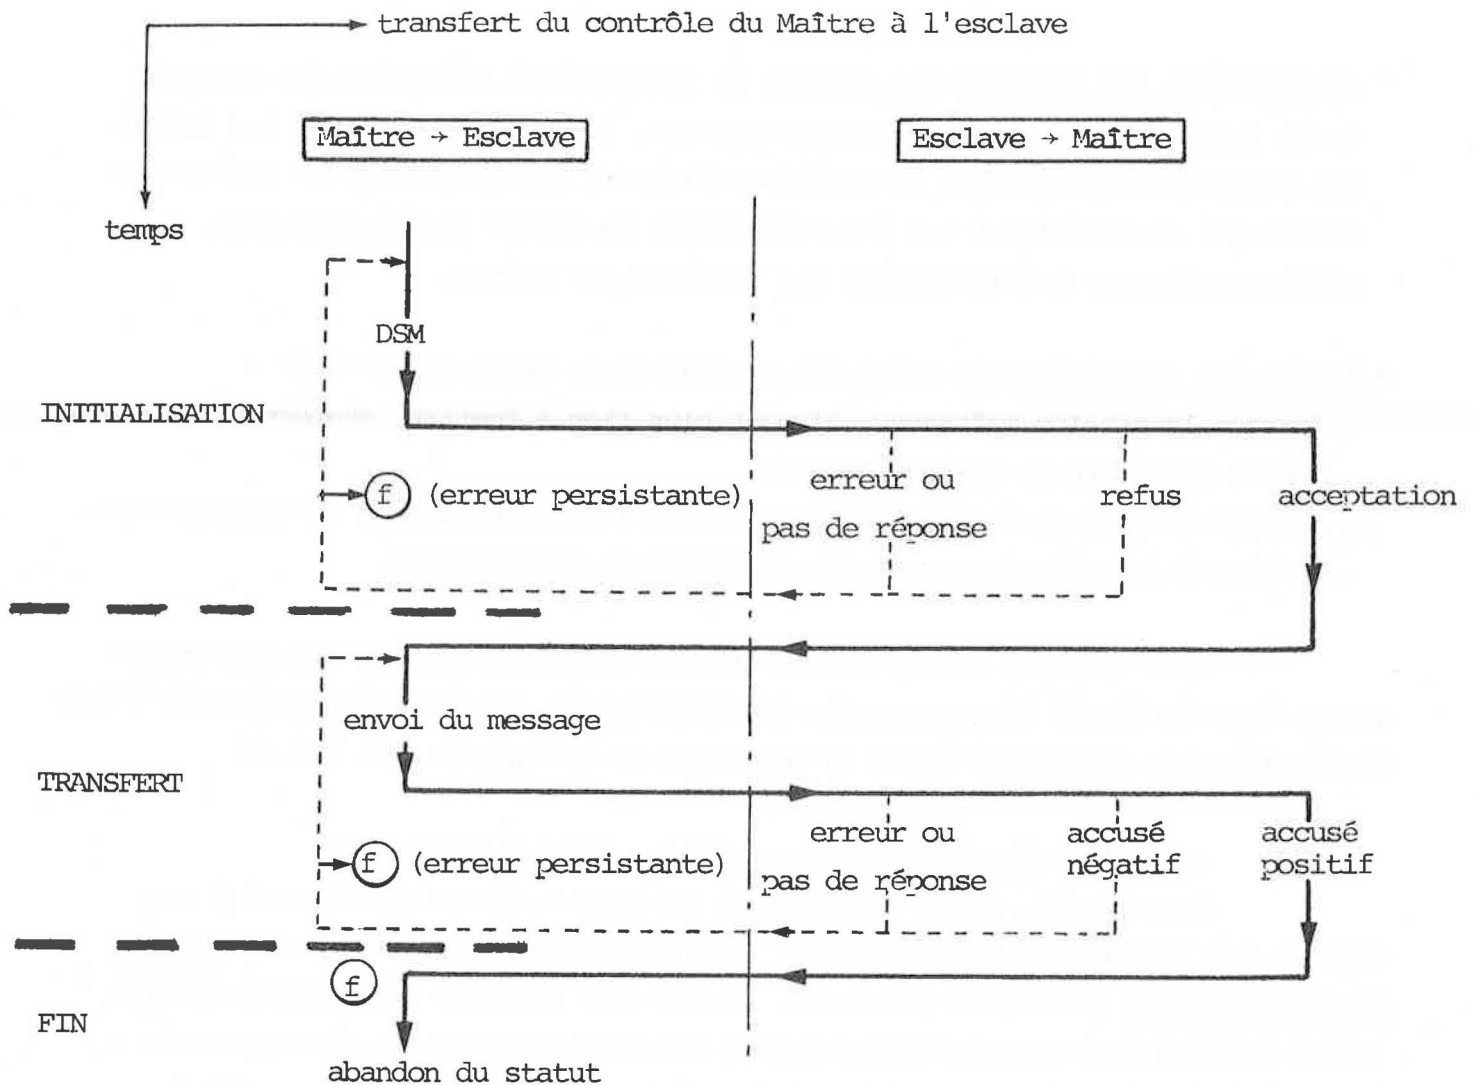 transfert du contrôle du Maître à l'esclave
Maître → Esclave
Esclave → Maître
temps
DSM
INITIALISATION
f (erreur persistante)
erreur ou
pas de réponse
refus
acceptation
envoi du message
TRANSFERT
f (erreur persistante)
erreur ou
pas de réponse
accusé
négatif
accusé
positif
f
FIN
abandon du statut